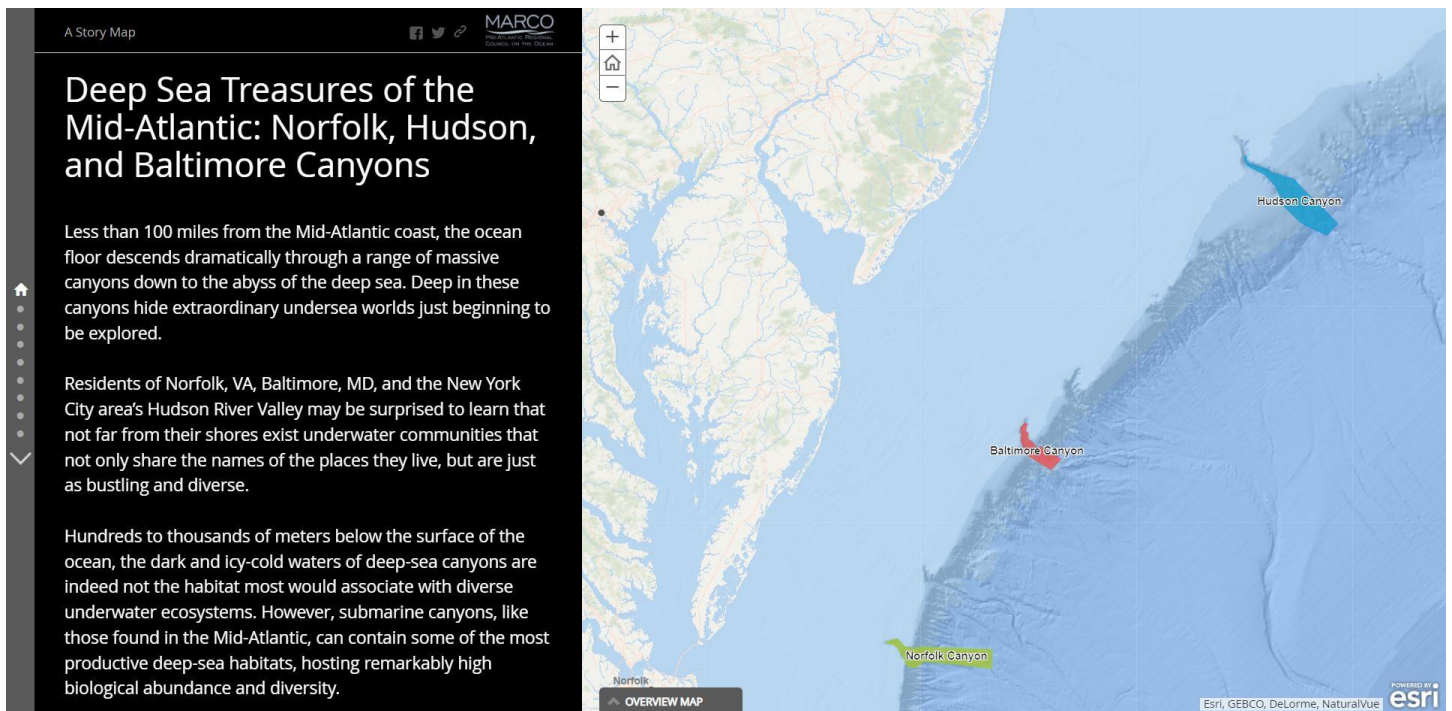 A Story Map
MARCO
MID-ATLANTIC REGIONAL
COUNCIL ON THE OCEAN
Deep Sea Treasures of the
Mid-Atlantic: Norfolk, Hudson,
and Baltimore Canyons
Less than 100 miles from the Mid-Atlantic coast, the ocean
floor descends dramatically through a range of massive
canyons down to the abyss of the deep sea. Deep in these
canyons hide extraordinary undersea worlds just beginning to
be explored.
Residents of Norfolk, VA, Baltimore, MD, and the New York
City area’s Hudson River Valley may be surprised to learn that
not far from their shores exist underwater communities that
not only share the names of the places they live, but are just
as bustling and diverse.
Hundreds to thousands of meters below the surface of the
ocean, the dark and icy-cold waters of deep-sea canyons are
indeed not the habitat most would associate with diverse
underwater ecosystems. However, submarine canyons, like
those found in the Mid-Atlantic, can contain some of the most
productive deep-sea habitats, hosting remarkably high
biological abundance and diversity.
Hudson Canyon
Baltimore Canyon
Norfolk Canyon
Norfolk
OVERVIEW MAP
Esri, GEBCO, DeLorme, NaturalVue
POWERED BY
esri